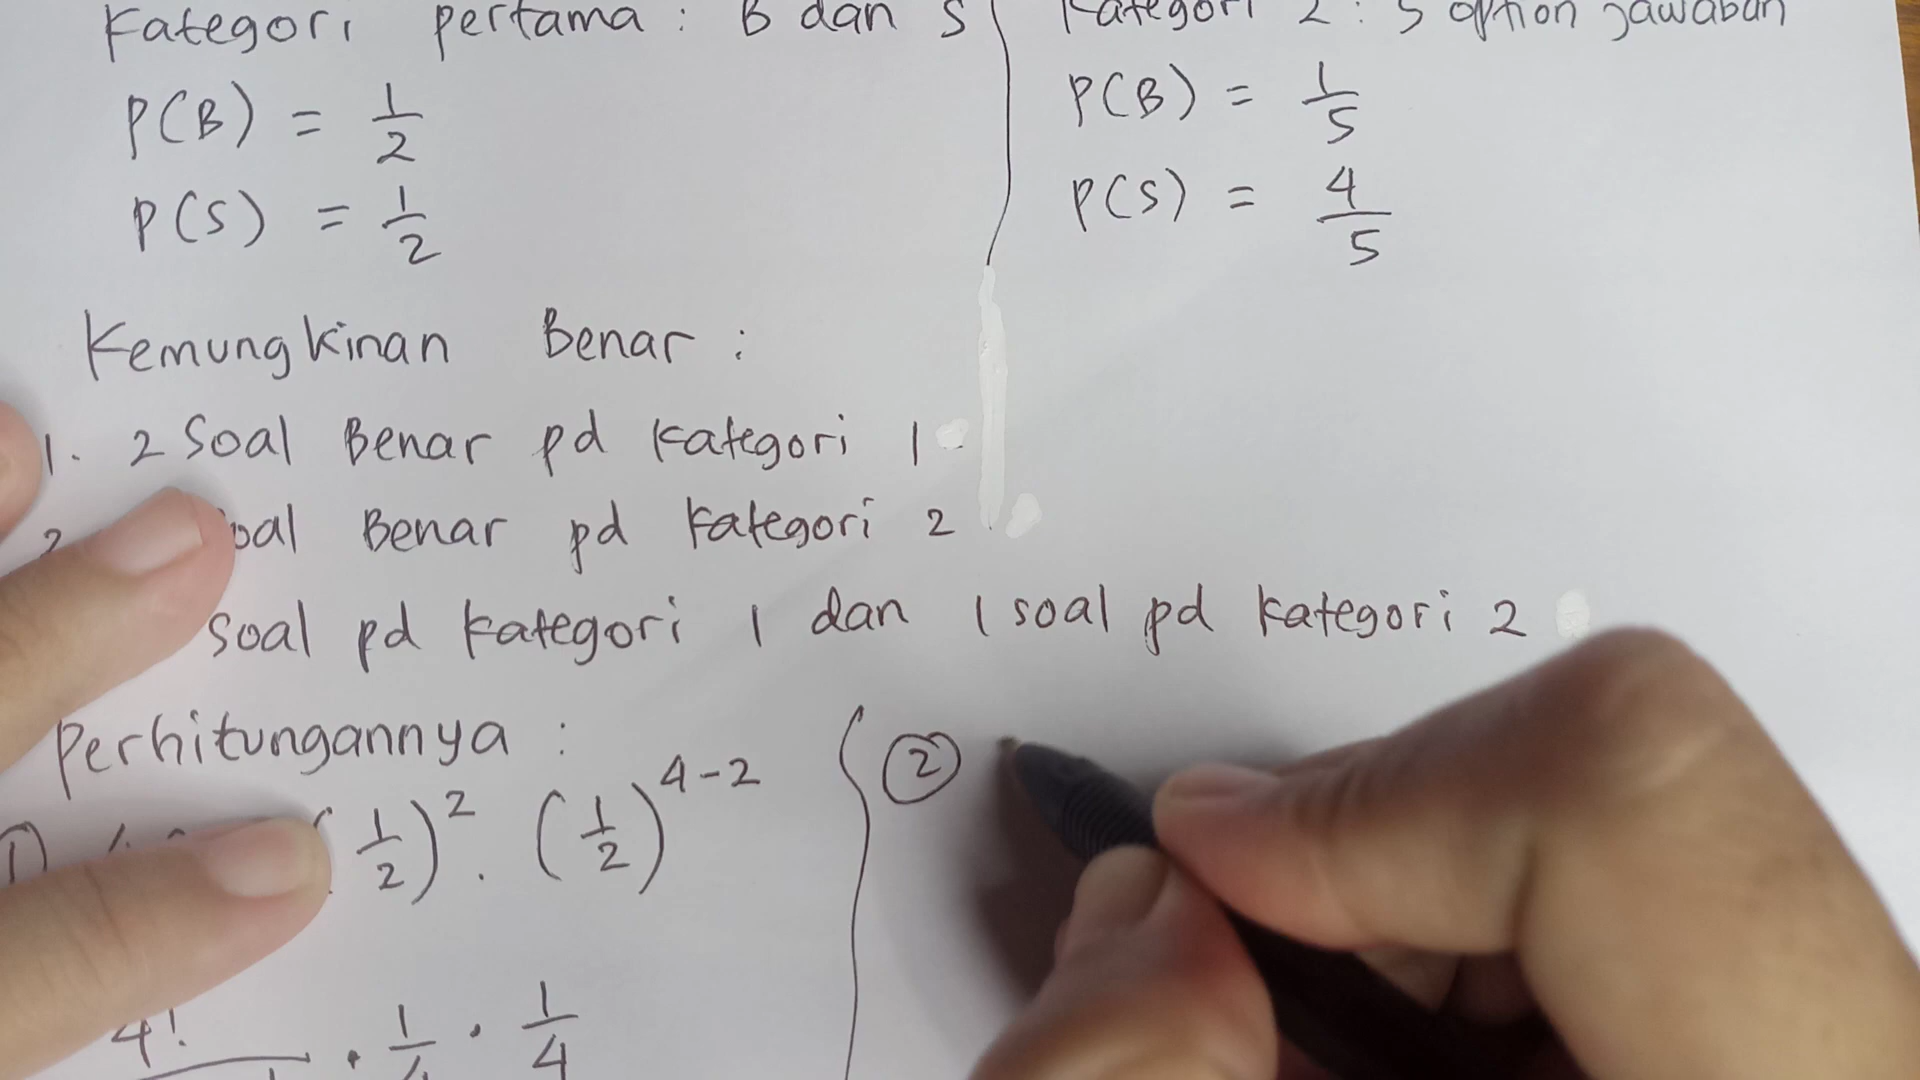 Kategori pertama : B dan S
P(B) = 1/2
P(S) = 1/2
Kategori 2 : 5 option jawaban
P(B) = 1/5
P(S) = 4/5
Kemungkinan Benar :
1. 2 Soal Benar pd Kategori 1
Benar pd Kategori 2
soal pd Kategori 1 dan 1 soal pd Kategori 2
Perhitungannya :
(1/2)^2 . (1/2)^4-2
4!
. 1/4 . 1/4
②